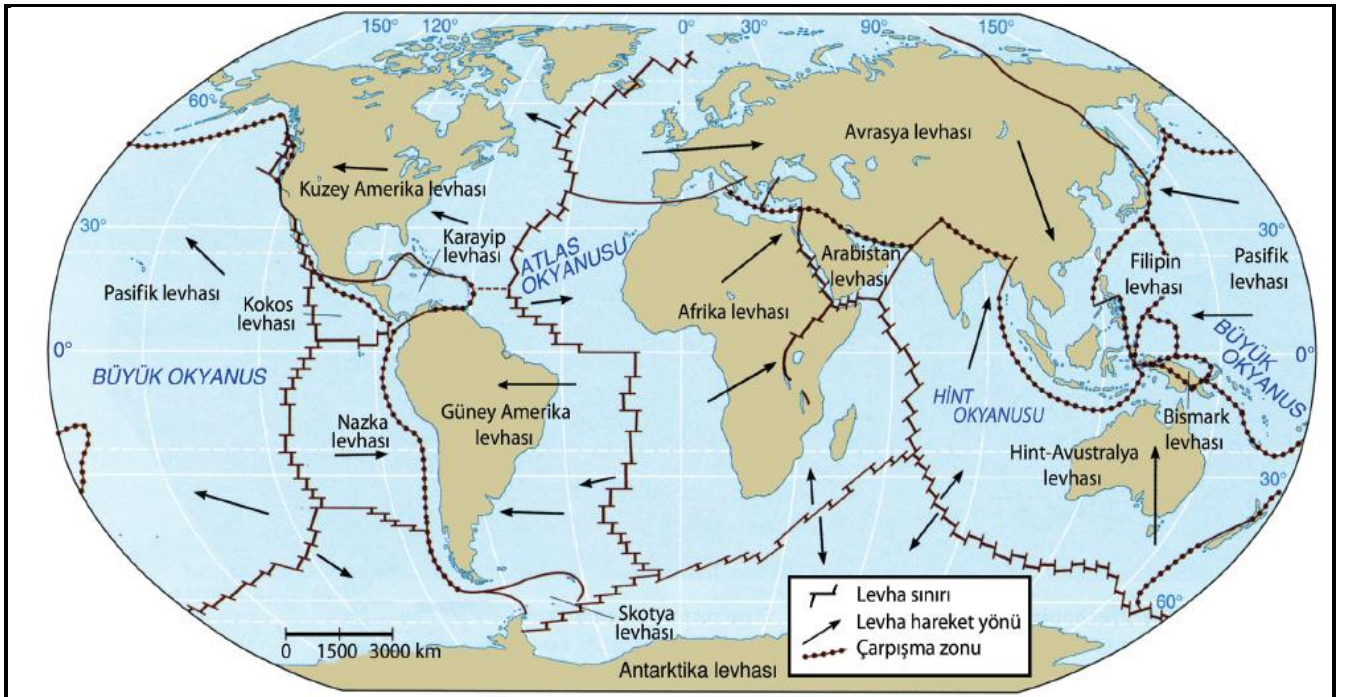 150°
120°
0°
30°
150°
60°
Avrasya levhası
Kuzey Amerika levhası
30°
Karayip
levhası
ATLAS
OKYANUSU
Arabistan
levhası
30°
Filipin
levhası
Pasifik
levhası
Pasifik levhası
Kokos
levhası
Afrika levhası
0°
BÜYÜK OKYANUS
BÜYÜK
OKYANUS
0°
Güney Amerika
levhası
Nazka
levhası
HİNT
OKYANUSU
Bismark
levhası
Hint-Avustralya
levhası
30°
60°
Skotya
levhası
0 1500 3000 km
Antarktika levhası
Levha sınırı
Levha hareket yönü
Çarpışma zonu